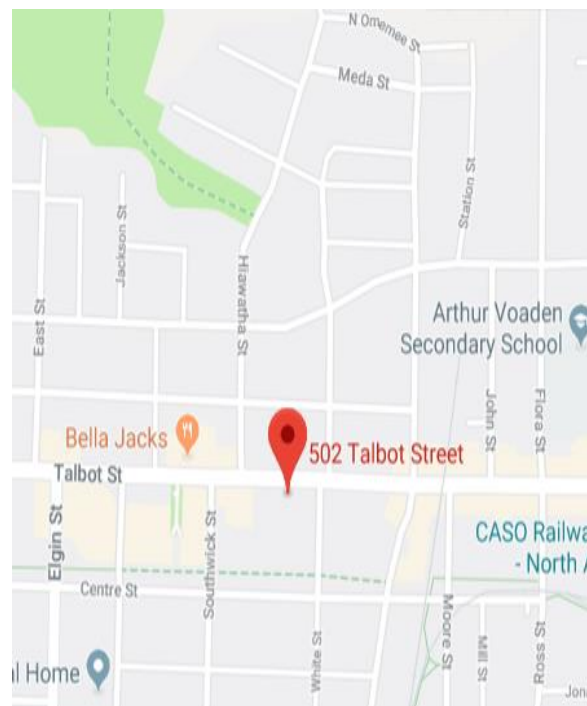 N Omemee St
Meda St
Station St
Jackson St
Hiawatha St
East St
Arthur Voaden
Secondary School
John St
Flora St
Bella Jacks
502 Talbot Street
Talbot St
Elgin St
Southwick St
CASO Railwa
- North A
Centre St
White St
Moore St
Mill St
Ross St
l Home
Jon